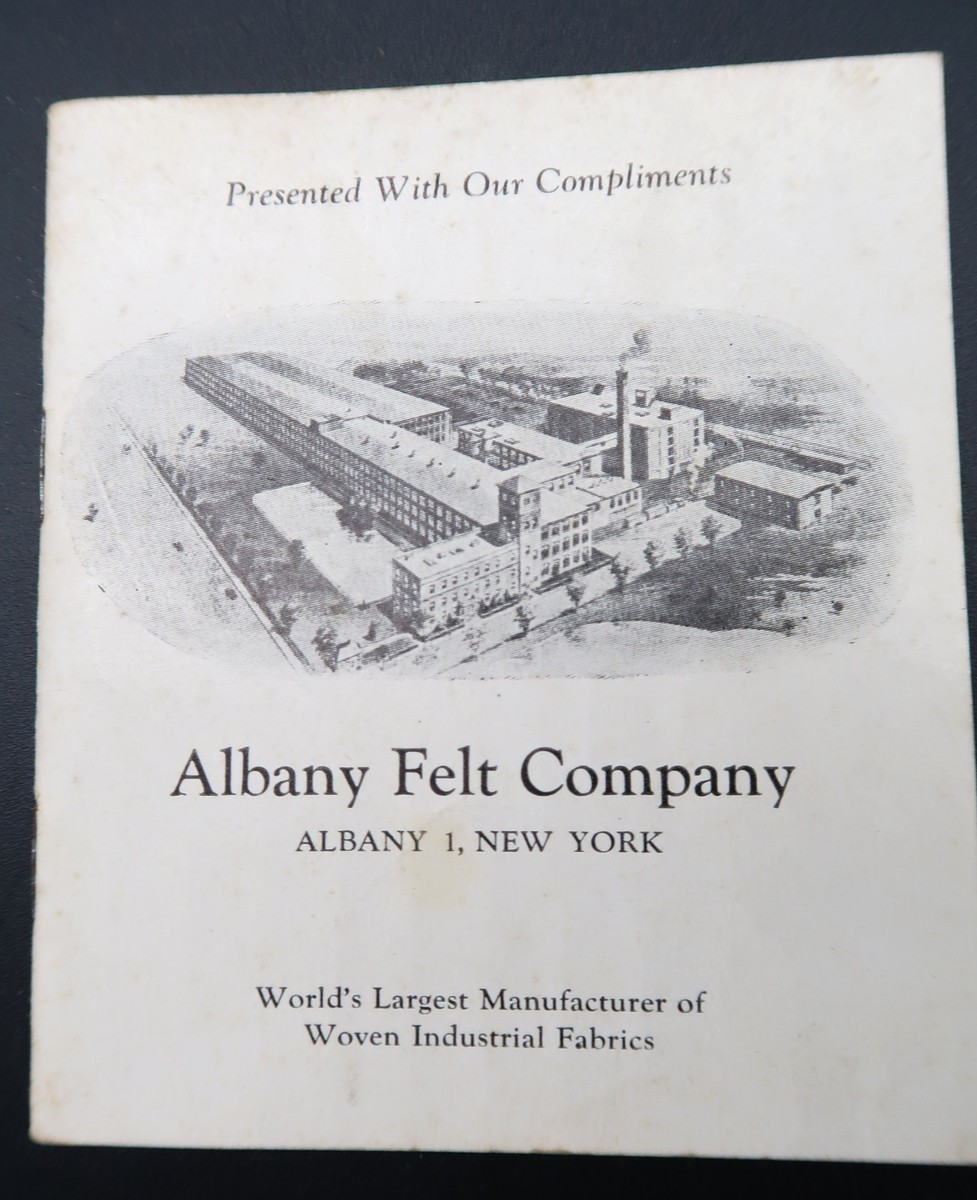 Presented With Our Compliments
Albany Felt Company
ALBANY 1, NEW YORK
World's Largest Manufacturer of
Woven Industrial Fabrics